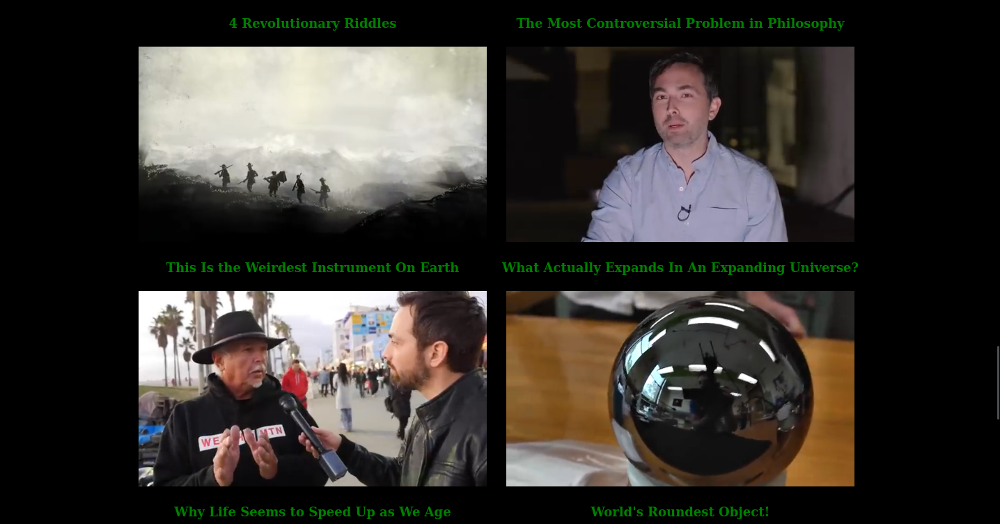 4 Revolutionary Riddles
The Most Controversial Problem in Philosophy
This Is the Weirdest Instrument On Earth
What Actually Expands In An Expanding Universe?
WE
MTN
Why Life Seems to Speed Up as We Age
World's Roundest Object!